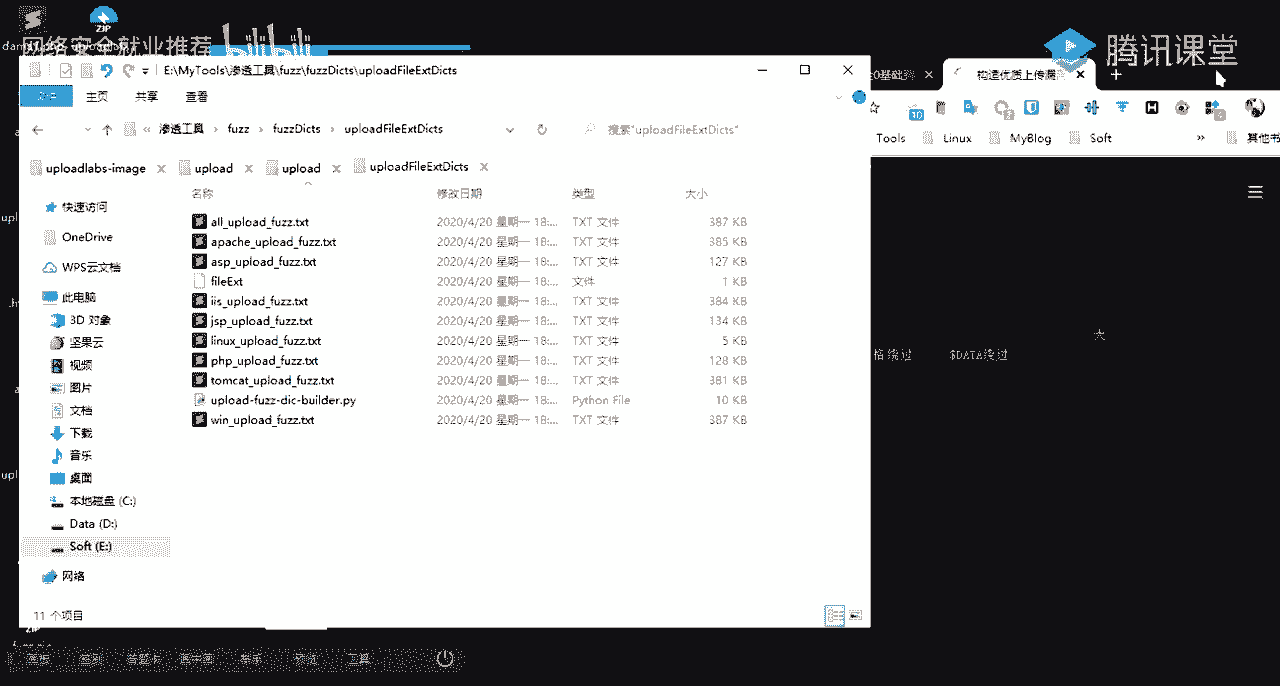 ZIP
网络安全就业推荐
bilibili
腾讯课堂
E:\MyTools\渗透工具\fuzz\fuzzDicts\uploadFileExtDicts
主页 共享 查看
« 渗透工具 › fuzz › fuzzDicts › uploadFileExtDicts
搜索"uploadFileExtDicts"
构造优质上传漏
Tools Linux MyBlog Soft » 其他书
uploadlabs-image upload upload uploadFileExtDicts
名称 修改日期 类型 大小
快速访问
OneDrive
WPS云文档
此电脑
3D 对象
坚果云
视频
图片
文档
下载
音乐
桌面
本地磁盘 (C:)
Data (D:)
Soft (E:)
网络
all_upload_fuzz.txt 2020/4/20 星期一 18:... TXT 文件 387 KB
apache_upload_fuzz.txt 2020/4/20 星期一 18:... TXT 文件 385 KB
asp_upload_fuzz.txt 2020/4/20 星期一 18:... TXT 文件 127 KB
fileExt 2020/4/20 星期一 18:... 文件 1 KB
iis_upload_fuzz.txt 2020/4/20 星期一 18:... TXT 文件 384 KB
jsp_upload_fuzz.txt 2020/4/20 星期一 18:... TXT 文件 134 KB
linux_upload_fuzz.txt 2020/4/20 星期一 18:... TXT 文件 5 KB
php_upload_fuzz.txt 2020/4/20 星期一 18:... TXT 文件 128 KB
tomcat_upload_fuzz.txt 2020/4/20 星期一 18:... TXT 文件 381 KB
upload-fuzz-dic-builder.py 2020/4/20 星期一 18:... Python File 10 KB
win_upload_fuzz.txt 2020/4/20 星期一 18:... TXT 文件 387 KB
大
格绕过 $DATA绕过
11 个项目